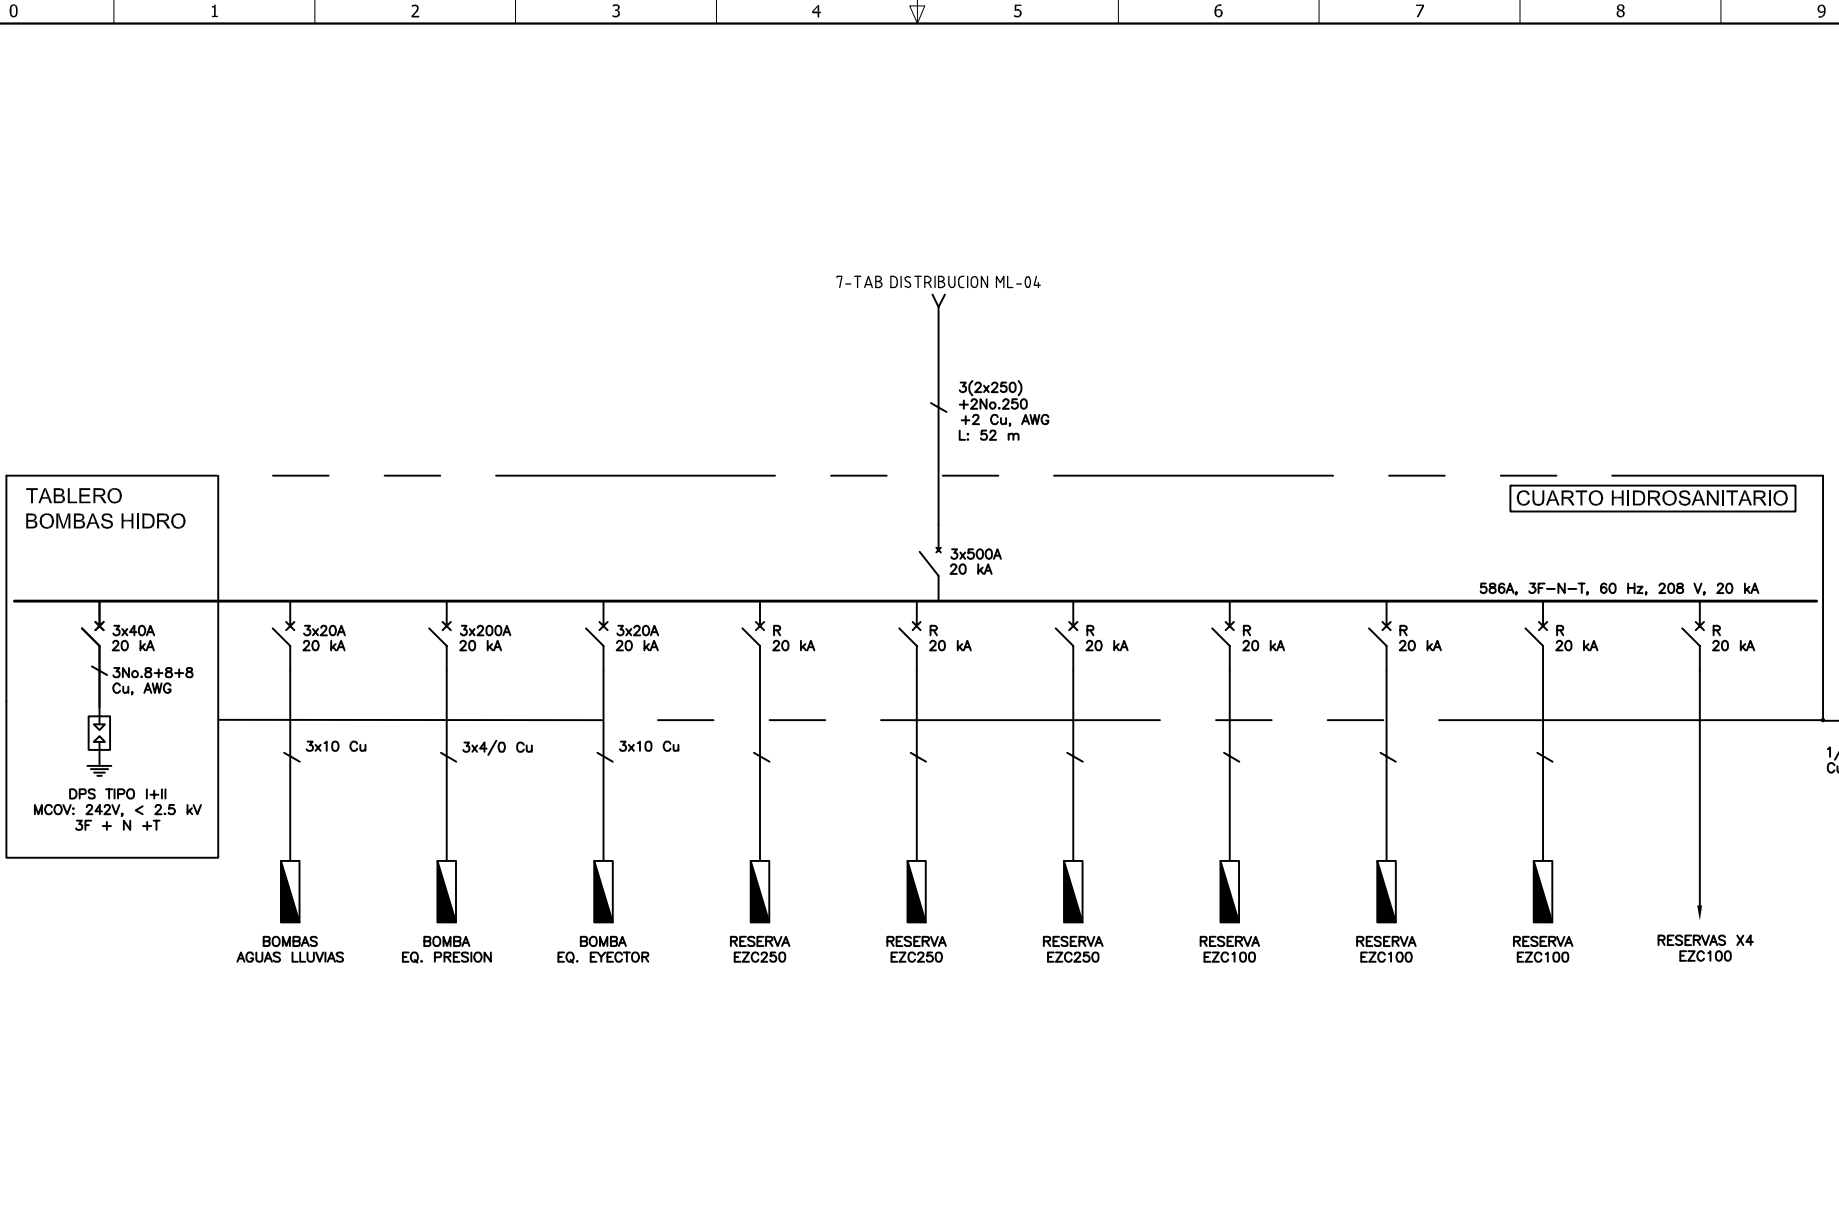 0 1 2 3 4 5 6 7 8 9
7-TAB DISTRIBUCION ML-04
3(2x250)
+2No.250
+2 Cu, AWG
L: 52 m
TABLERO
BOMBAS HIDRO
CUARTO HIDROSANITARIO
3x500A
20 kA
586A, 3F-N-T, 60 Hz, 208 V, 20 kA
3x40A
20 kA
3No.8+8+8
Cu, AWG
DPS TIPO I+II
MCOV: 242V, < 2.5 kV
3F + N +T
3x20A
20 kA
3x10 Cu
BOMBAS
AGUAS LLUVIAS
3x200A
20 kA
3x4/0 Cu
BOMBA
EQ. PRESION
3x20A
20 kA
3x10 Cu
BOMBA
EQ. EYECTOR
R
20 kA
RESERVA
EZC250
R
20 kA
RESERVA
EZC250
R
20 kA
RESERVA
EZC250
R
20 kA
RESERVA
EZC100
R
20 kA
RESERVA
EZC100
R
20 kA
RESERVA
EZC100
R
20 kA
RESERVAS X4
EZC100